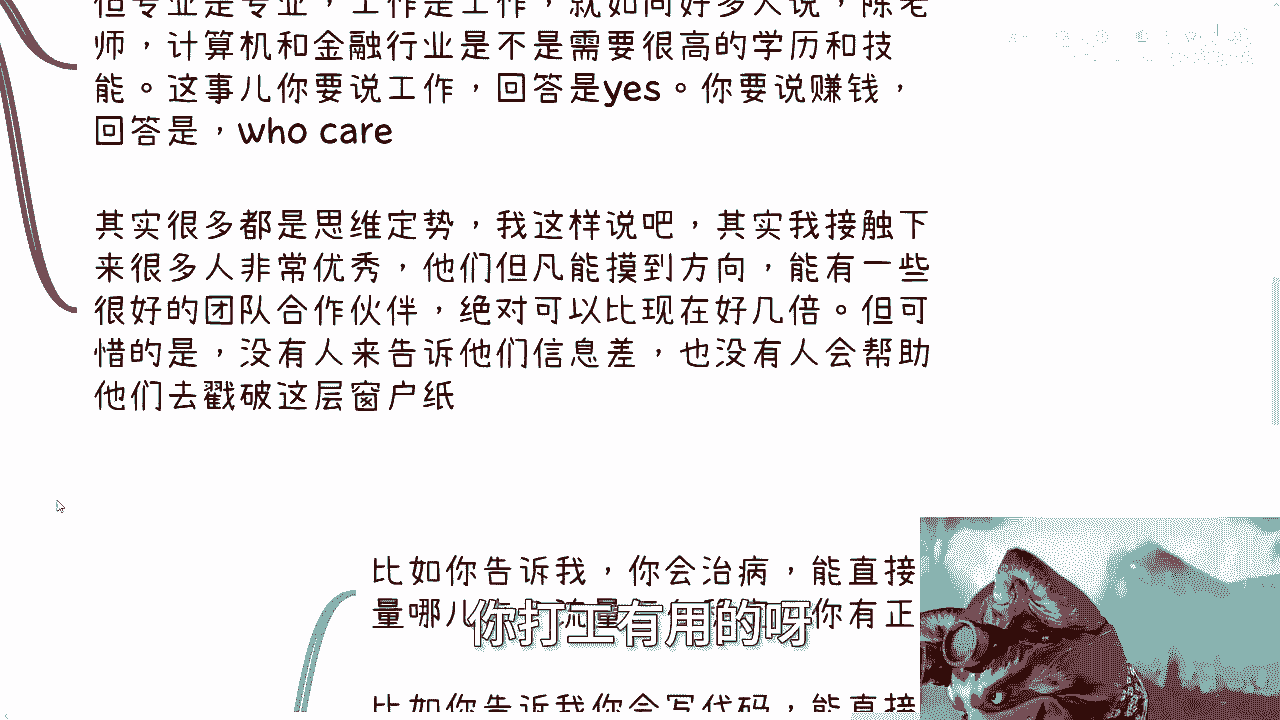 但专业是专业，工作是工作，就如同好多人说，陈老
师，计算机和金融行业是不是需要很高的学历和技
能。这事儿你要说工作，回答是yes。你要说赚钱，
回答是，who care
其实很多都是思维定势，我这样说吧，其实我接触下
来很多人非常优秀，他们但凡能摸到方向，能有一些
很好的团队合作伙伴，绝对可以比现在好几倍。但可
惜的是，没有人来告诉他们信息差，也没有人会帮助
他们去戳破这层窗户纸
比如你告诉我，你会治病，能直接
量哪儿 你有正
你打工有用的呀
比如你告诉我你会写代码，能直接